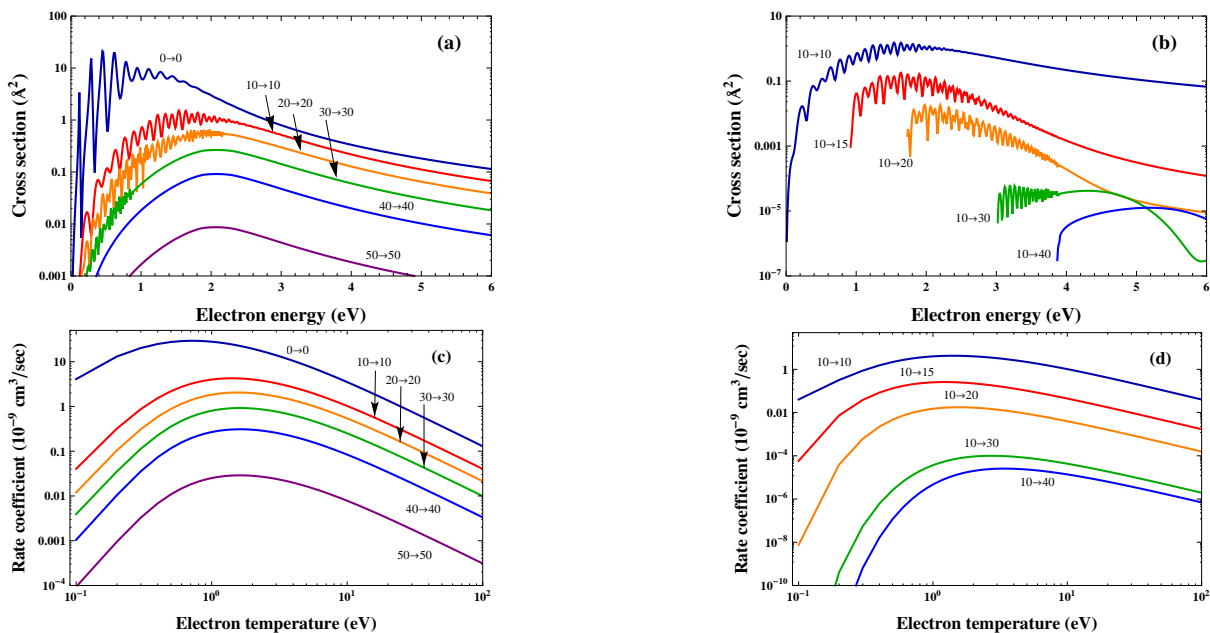 100
10
1
0.1
0.01
0.001
0 1 2 3 4 5 6
Cross section (Å²)
Electron energy (eV)
(a)
0→0
10→10
20→20
30→30
40→40
50→50
10
0.1
0.001
10⁻⁵
10⁻⁷
0 1 2 3 4 5 6
Cross section (Å²)
Electron energy (eV)
(b)
10→10
10→15
10→20
10→30
10→40
10
1
0.1
0.01
0.001
10⁻⁴
10⁻¹ 10⁰ 10¹ 10²
Rate coefficient (10⁻⁹ cm³/sec)
Electron temperature (eV)
(c)
0→0
10→10
20→20
30→30
40→40
50→50
1
0.01
10⁻⁴
10⁻⁶
10⁻⁸
10⁻¹⁰
10⁻¹ 10⁰ 10¹ 10²
Rate coefficient (10⁻⁹ cm³/sec)
Electron temperature (eV)
(d)
10→10
10→15
10→20
10→30
10→40